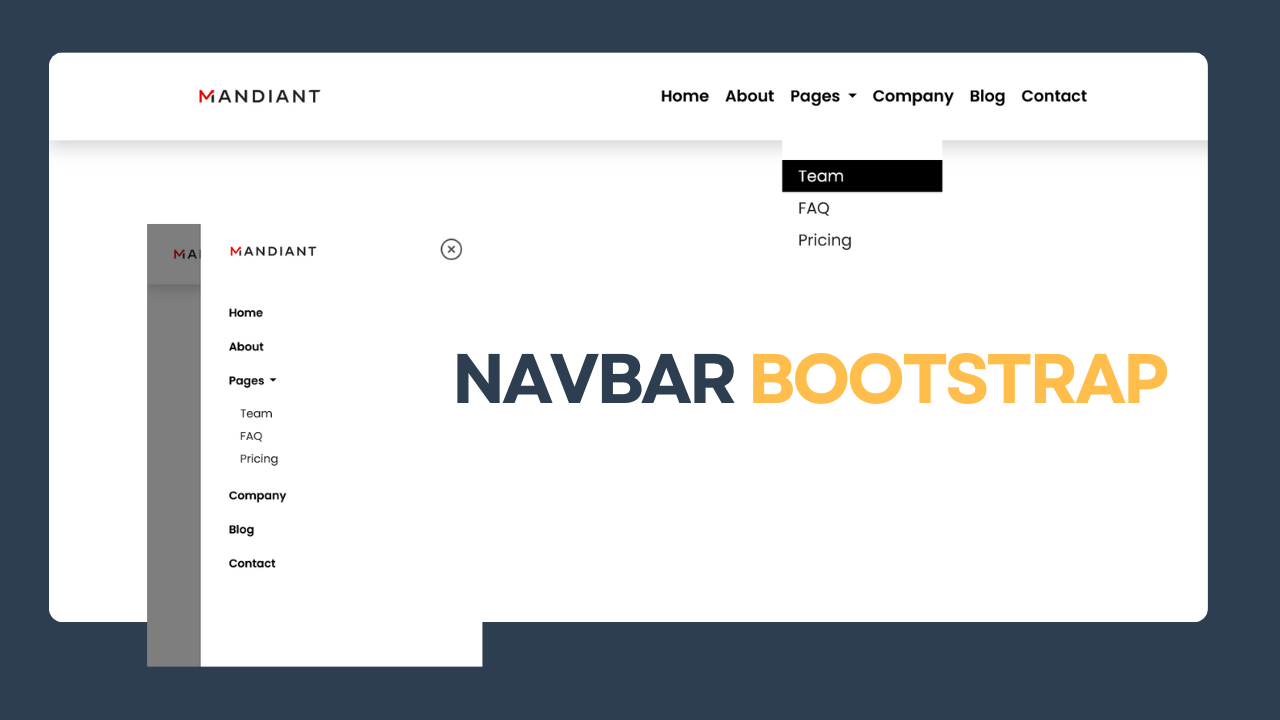 MANDIANT
Home About Pages Company Blog Contact
Team
FAQ
Pricing
MA
MANDIANT
Home
About
Pages
Team
FAQ
Pricing
Company
Blog
Contact
NAVBAR BOOTSTRAP